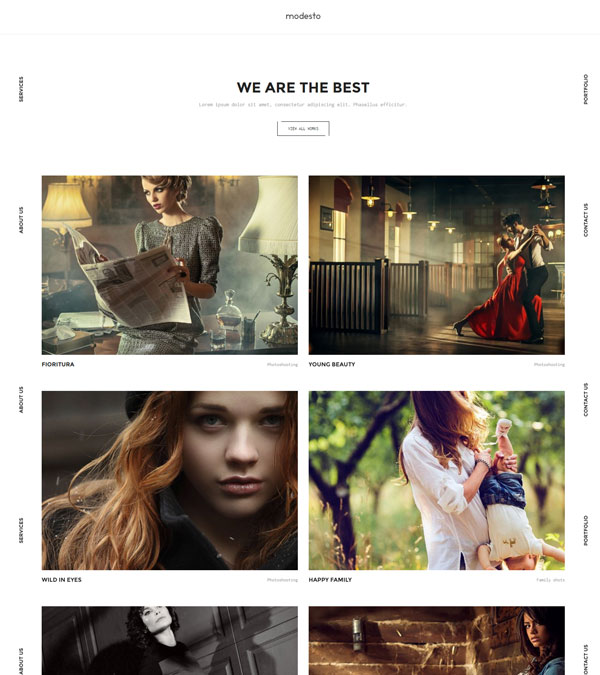 modesto
WE ARE THE BEST
Lorem ipsum dolor sit amet, consectetur adipiscing elit. Phasellus efficitur.
VIEW ALL WORKS
SERVICES
PORTFOLIO
ABOUT US
CONTACT US
FIORITURA
Photoshooting
YOUNG BEAUTY
Photoshooting
ABOUT US
CONTACT US
SERVICES
PORTFOLIO
WILD IN EYES
Photoshooting
HAPPY FAMILY
Family shots
ABOUT US
ONTACT US